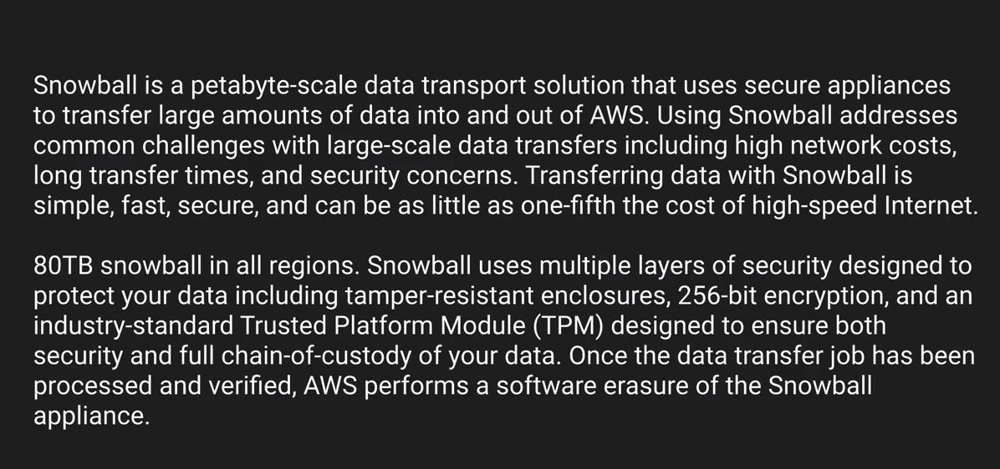 Snowball is a petabyte-scale data transport solution that uses secure appliances
to transfer large amounts of data into and out of AWS. Using Snowball addresses
common challenges with large-scale data transfers including high network costs,
long transfer times, and security concerns. Transferring data with Snowball is
simple, fast, secure, and can be as little as one-fifth the cost of high-speed Internet.
80TB snowball in all regions. Snowball uses multiple layers of security designed to
protect your data including tamper-resistant enclosures, 256-bit encryption, and an
industry-standard Trusted Platform Module (TPM) designed to ensure both
security and full chain-of-custody of your data. Once the data transfer job has been
processed and verified, AWS performs a software erasure of the Snowball
appliance.